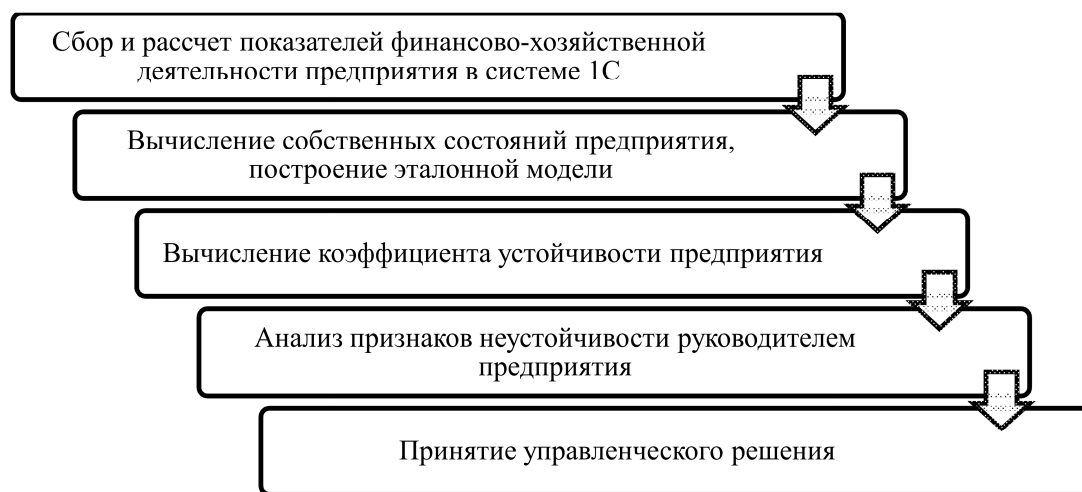 Сбор и рассчет показателей финансово-хозяйственной
деятельности предприятия в системе 1С
Вычисление собственных состояний предприятия,
построение эталонной модели
Вычисление коэффициента устойчивости предприятия
Анализ признаков неустойчивости руководителем
предприятия
Принятие управленческого решения